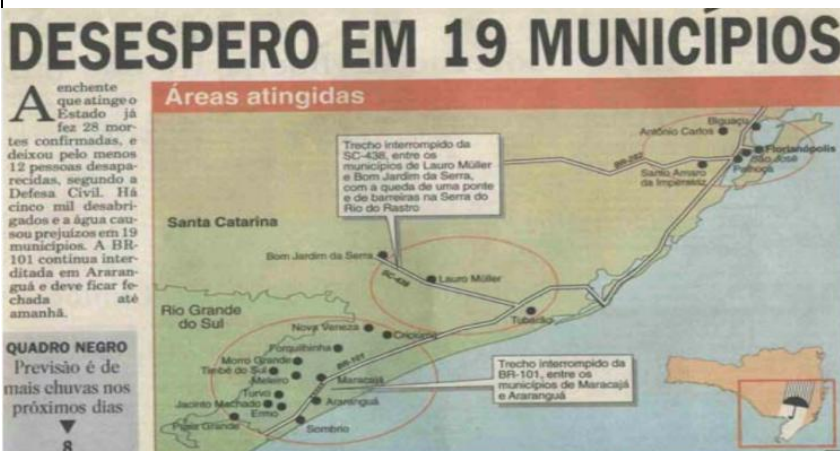 DESESPERO EM 19 MUNICÍPIOS
A enchente
que atinge o
Estado já
fez 28 mor-
tes confirmadas, e
deixou pelo menos
12 pessoas desapa-
recidas, segundo a
Defesa Civil. Há
cinco mil desabri-
gados e a água cau-
sou prejuízos em 19
municípios. A BR-
101 continua inter-
ditada em Araran-
guá e deve ficar fe-
chada até
amanhã.
QUADRO NEGRO
Previsão é de
mais chuvas nos
próximos dias
8
Áreas atingidas
Trecho interrompido da
SC-438, entre os
municípios de Lauro Müller
e Bom Jardim da Serra,
com a queda de uma ponte
e de barreiras na Serra do
Rio do Rastro
Biguaçu
Antônio Carlos
Florianópolis
São José
Palhoça
BR-282
Santo Amaro
da Imperatriz
Santa Catarina
Bom Jardim da Serra
SC-438
Lauro Müller
Tubarão
Rio Grande
do Sul
Nova Veneza
Criciúma
Forquilhinha
Morro Grande
Timbé do Sul
Meleiro
BR-101
Maracajá
Turvo
Jacinto Machado
Ermo
Araranguá
Praia Grande
Sombrio
Trecho interrompido da
BR-101, entre os
municípios de Maracajá
e Araranguá